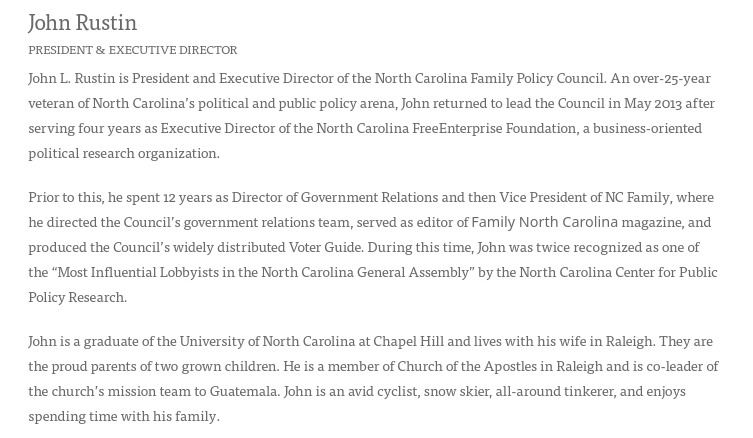 John Rustin
PRESIDENT & EXECUTIVE DIRECTOR
John L. Rustin is President and Executive Director of the North Carolina Family Policy Council. An over-25-year
veteran of North Carolina’s political and public policy arena, John returned to lead the Council in May 2013 after
serving four years as Executive Director of the North Carolina FreeEnterprise Foundation, a business-oriented
political research organization.
Prior to this, he spent 12 years as Director of Government Relations and then Vice President of NC Family, where
he directed the Council’s government relations team, served as editor of Family North Carolina magazine, and
produced the Council’s widely distributed Voter Guide. During this time, John was twice recognized as one of
the “Most Influential Lobbyists in the North Carolina General Assembly” by the North Carolina Center for Public
Policy Research.
John is a graduate of the University of North Carolina at Chapel Hill and lives with his wife in Raleigh. They are
the proud parents of two grown children. He is a member of Church of the Apostles in Raleigh and is co-leader of
the church’s mission team to Guatemala. John is an avid cyclist, snow skier, all-around tinkerer, and enjoys
spending time with his family.